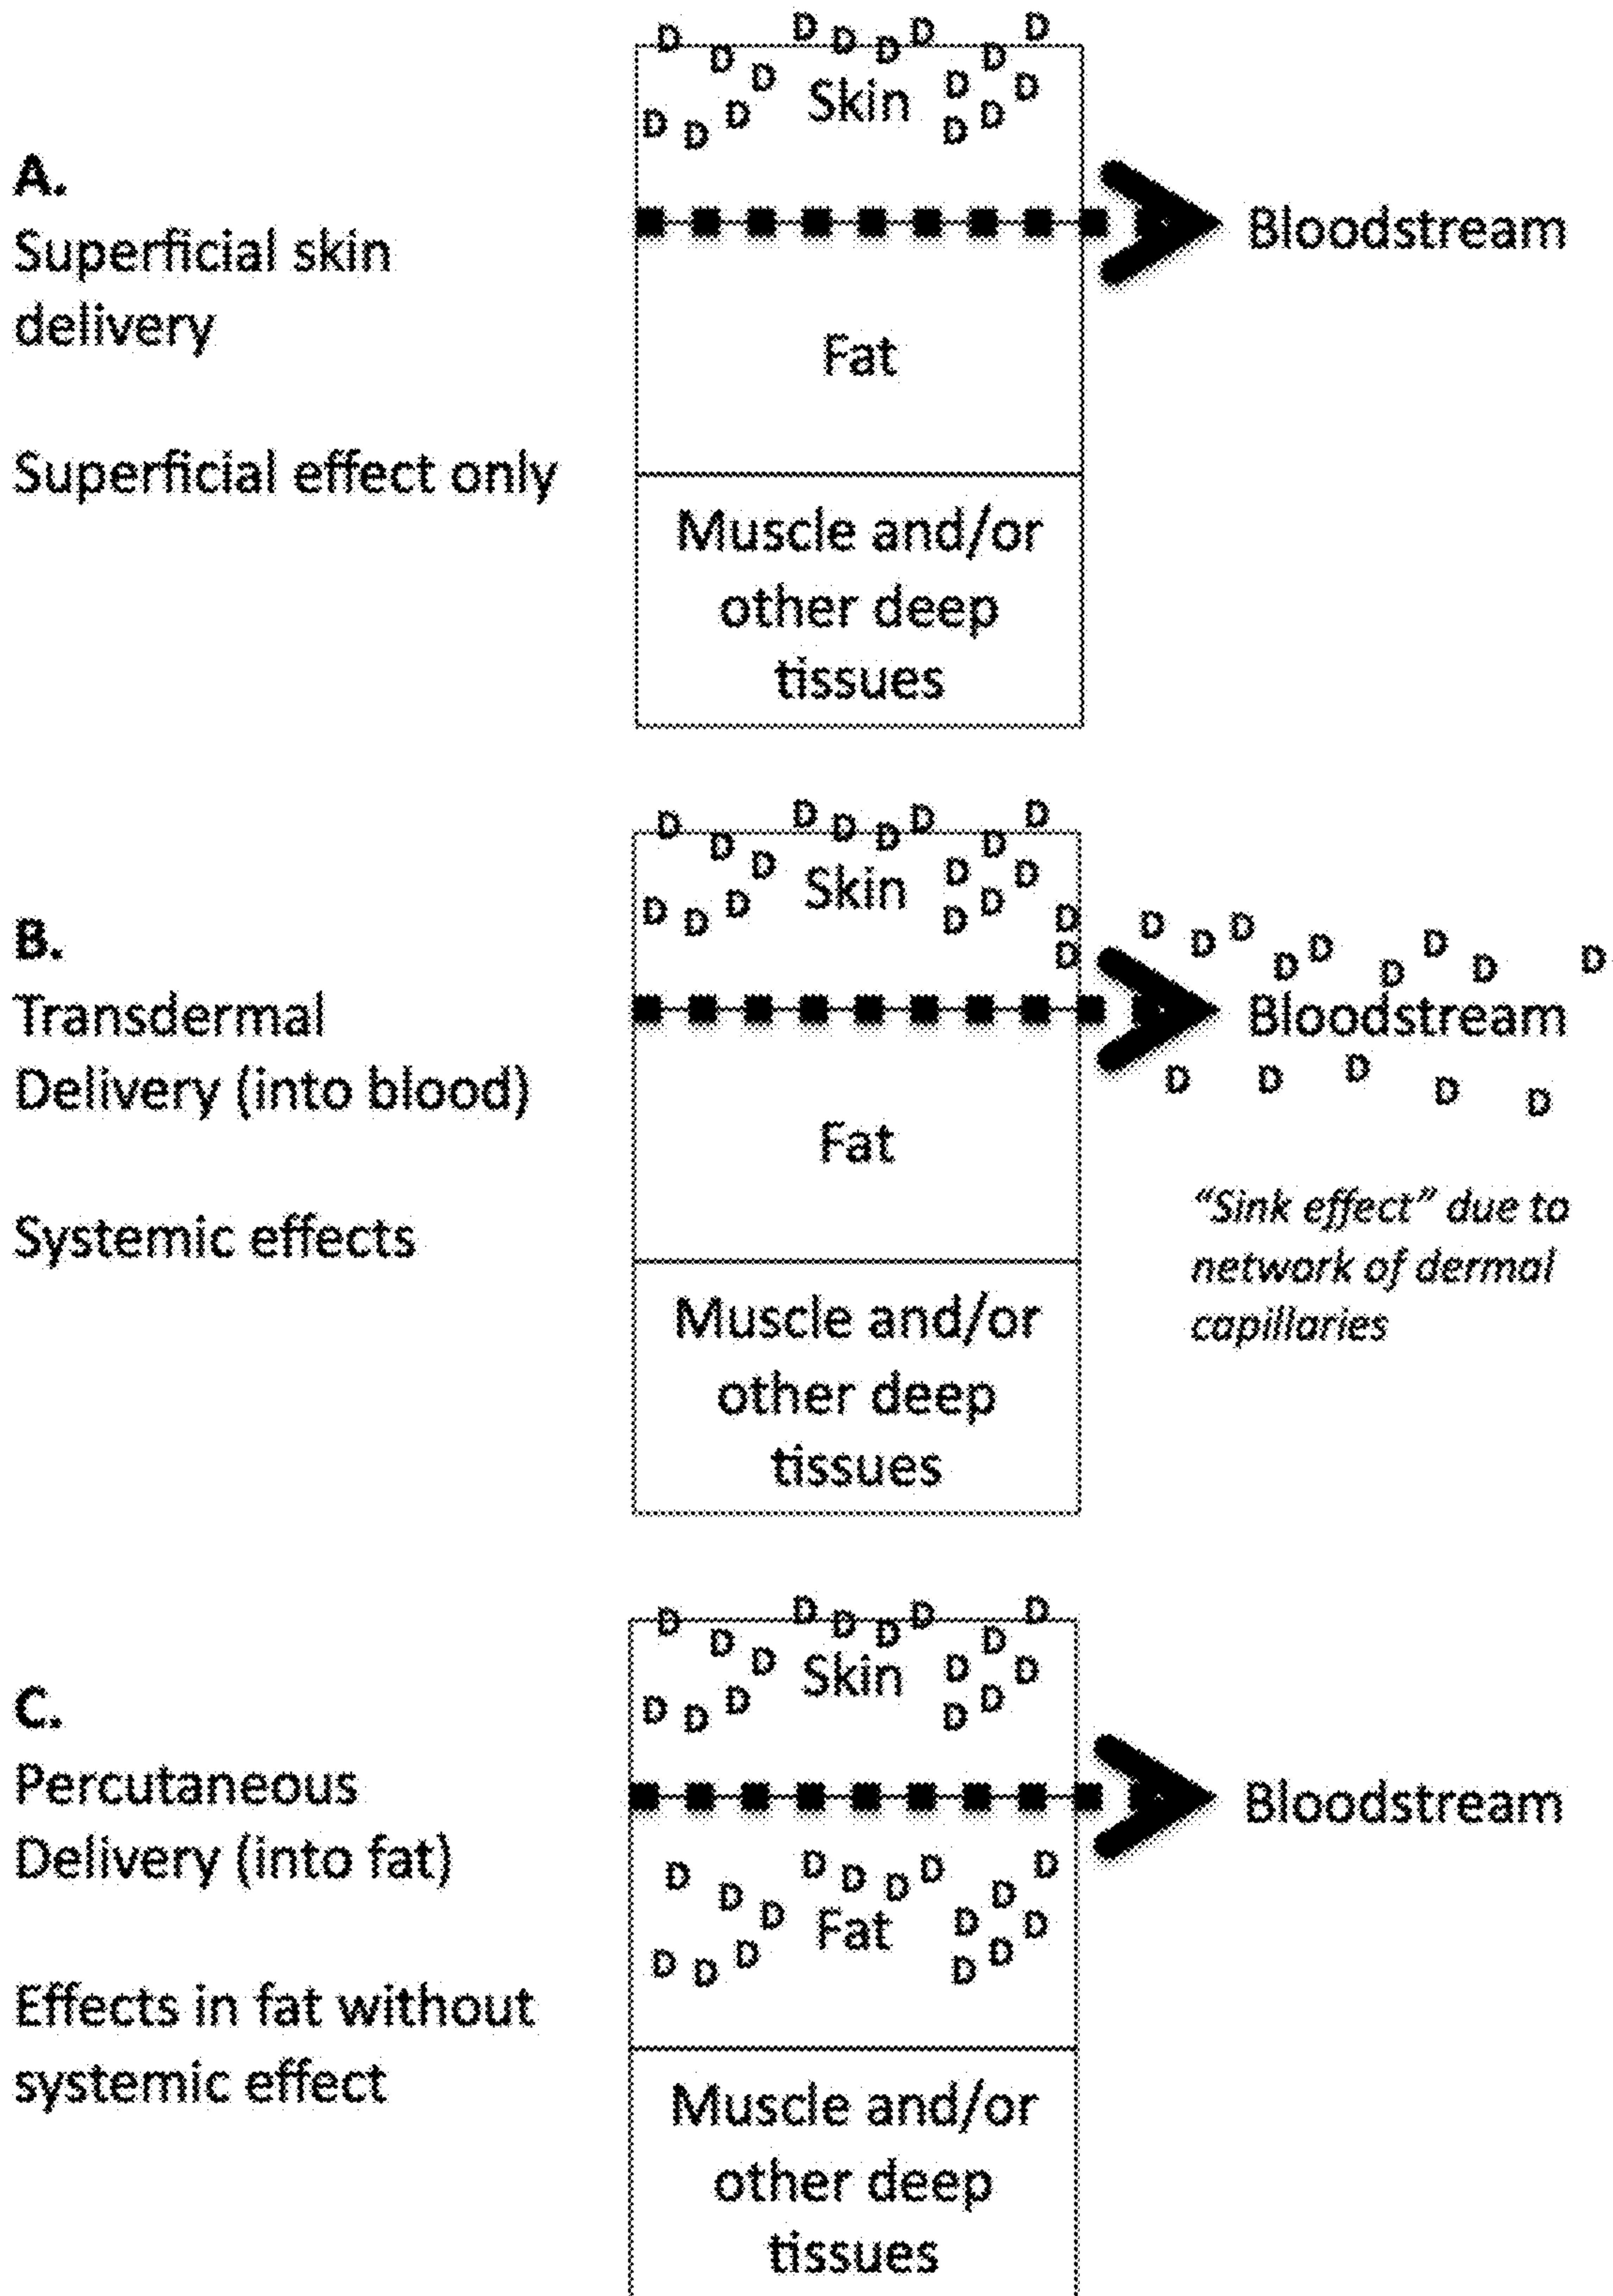 A.
Superficial skin
delivery
Superficial effect only
D D D D D D D D
D D D D
D D D D D
Skin
Bloodstream
Fat
Muscle and/or
other deep
tissues
B.
Transdermal
Delivery (into blood)
Systemic effects
D D D D D D D D
D D D D
D D D D D
D
D
Skin
D D D D D D D D D
Bloodstream
D D D D D
Fat
"Sink effect" due to
network of dermal
capillaries
Muscle and/or
other deep
tissues
C.
Percutaneous
Delivery (into fat)
Effects in fat without
systemic effect
D D D D D D D D
D D D D
D D D D D
Skin
Bloodstream
D D D D D D D D
D D D D
D D D D D
Fat
Muscle and/or
other deep
tissues